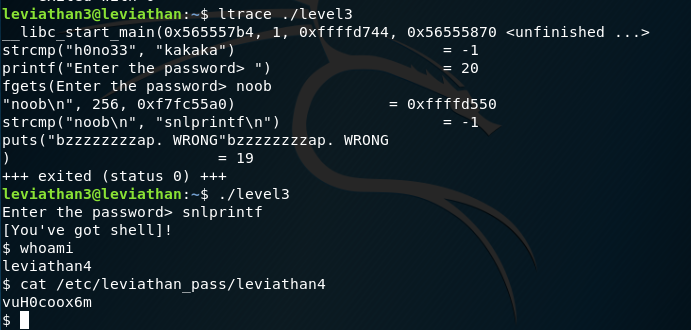 leviathan3@leviathan:~$ ltrace ./level3
__libc_start_main(0x565557b4, 1, 0xffffd744, 0x56555870 <unfinished ...>
strcmp("h0no33", "kakaka") = -1
printf("Enter the password> ") = 20
fgets(Enter the password> noob
"noob\n", 256, 0xf7fc55a0) = 0xffffd550
strcmp("noob\n", "snlprintf\n") = -1
puts("bzzzzzzzzap. WRONG"bzzzzzzzzap. WRONG
) = 19
+++ exited (status 0) +++
leviathan3@leviathan:~$ ./level3
Enter the password> snlprintf
[You've got shell]!
$ whoami
leviathan4
$ cat /etc/leviathan_pass/leviathan4
vuH0coox6m
$